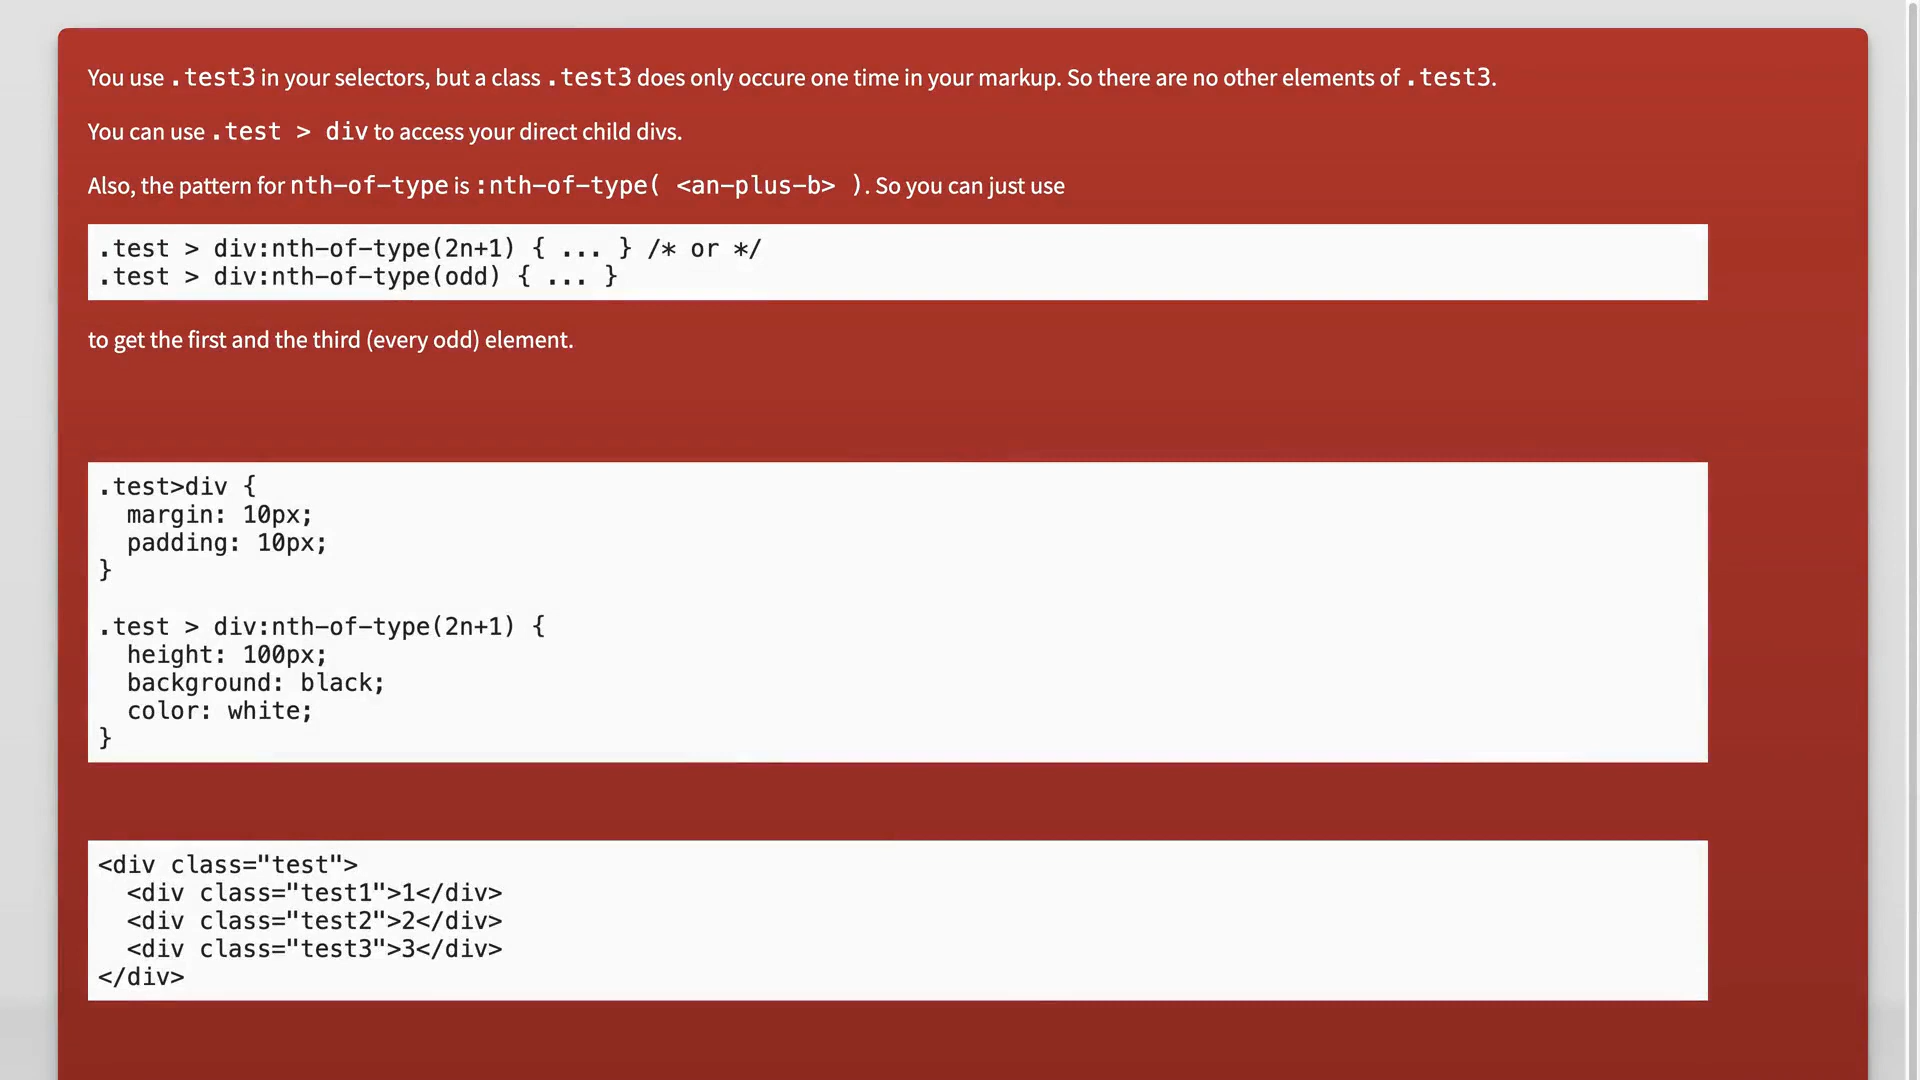 You use .test3 in your selectors, but a class .test3 does only occure one time in your markup. So there are no other elements of .test3.
You can use .test > div to access your direct child divs.
Also, the pattern for nth-of-type is :nth-of-type( <an-plus-b> ). So you can just use
.test > div:nth-of-type(2n+1) { ... } /* or */
.test > div:nth-of-type(odd) { ... }
to get the first and the third (every odd) element.
.test>div {
  margin: 10px;
  padding: 10px;
}
.test > div:nth-of-type(2n+1) {
  height: 100px;
  background: black;
  color: white;
}
<div class="test">
  <div class="test1">1</div>
  <div class="test2">2</div>
  <div class="test3">3</div>
</div>